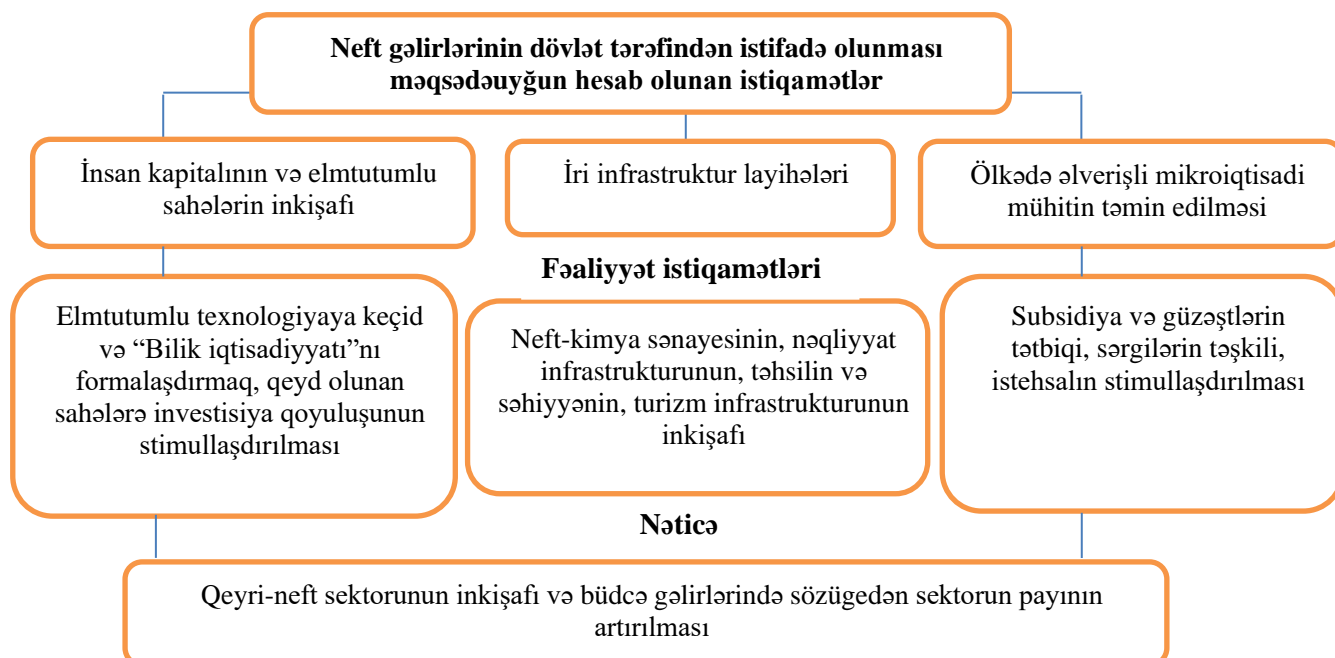 Neft gəlirlərinin dövlət tərəfindən istifadə olunması
məqsədəuyğun hesab olunan istiqamətlər
İnsan kapitalının və elmtutumlu
sahələrin inkişafı
İri infrastruktur layihələri
Ölkədə əlverişli mikroiqtisadi
mühitin təmin edilməsi
Fəaliyyət istiqamətləri
Elmtutumlu texnologiyaya keçid
və “Bilik iqtisadiyyatı”nı
formalaşdırmaq, qeyd olunan
sahələrə investisiya qoyuluşunun
stimullaşdırılması
Neft-kimya sənayesinin, nəqliyyat
infrastrukturunun, təhsilin və
səhiyyənin, turizm infrastrukturunun
inkişafı
Subsidiya və güzəştlərin
tətbiqi, sərgilərin təşkili,
istehsalın stimullaşdırılması
Nəticə
Qeyri-neft sektorunun inkişafı və büdcə gəlirlərində sözügedən sektorun payının
artırılması